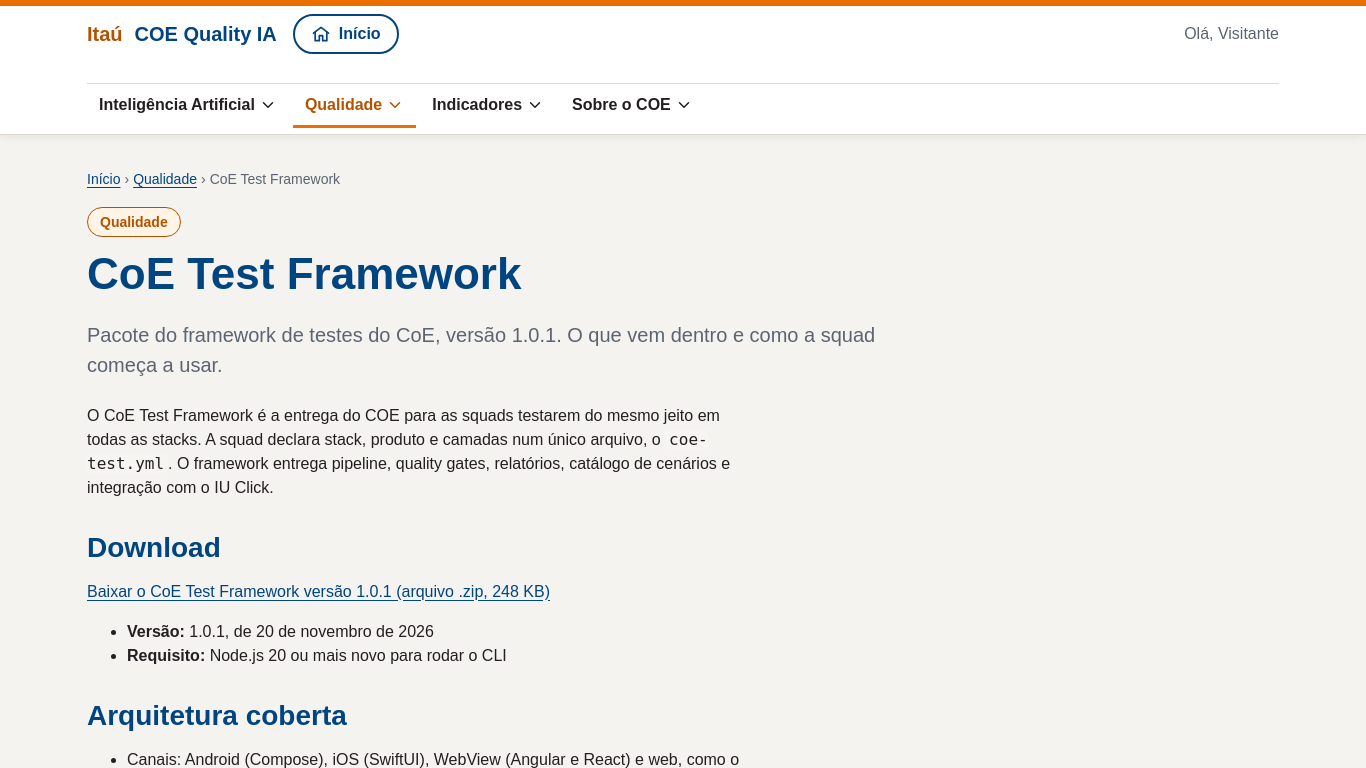 Itaú COE Quality IA Início Olá, Visitante
Inteligência Artificial Qualidade Indicadores Sobre o COE
Início › Qualidade › CoE Test Framework
Qualidade
CoE Test Framework
Pacote do framework de testes do CoE, versão 1.0.1. O que vem dentro e como a squad
começa a usar.
O CoE Test Framework é a entrega do COE para as squads testarem do mesmo jeito em
todas as stacks. A squad declara stack, produto e camadas num único arquivo, o coe-
test.yml . O framework entrega pipeline, quality gates, relatórios, catálogo de cenários e
integração com o IU Click.
Download
Baixar o CoE Test Framework versão 1.0.1 (arquivo .zip, 248 KB)
Versão: 1.0.1, de 20 de novembro de 2026
Requisito: Node.js 20 ou mais novo para rodar o CLI
Arquitetura coberta
Canais: Android (Compose), iOS (SwiftUI), WebView (Angular e React) e web, como o